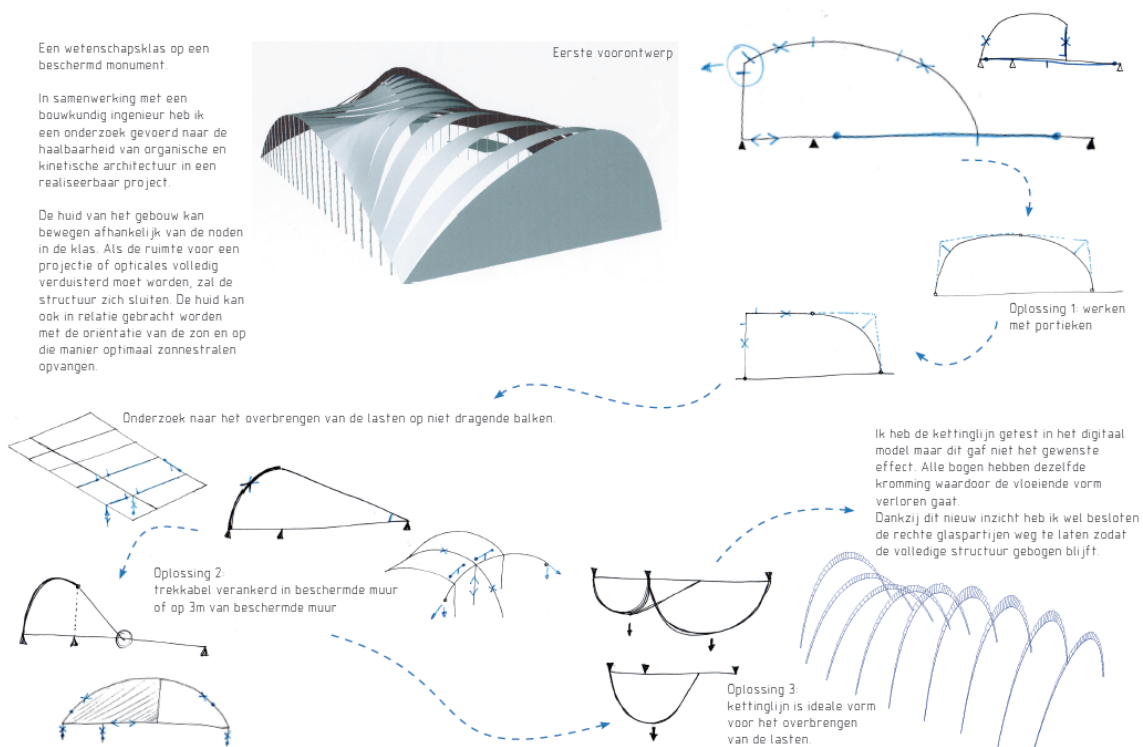 Een wetenschapsklas op een
beschermd monument.
In samenwerking met een
bouwkundig ingenieur heb ik
een onderzoek gevoerd naar de
haalbaarheid van organische en
kinetische architectuur in een
realiseerbaar project.
De huid van het gebouw kan
bewegen afhankelijk van de noden
in de klas. Als de ruimte voor een
projectie of opticales volledig
verduisterd moet worden, zal de
structuur zich sluiten. De huid kan
ook in relatie gebracht worden
met de oriëntatie van de zon en op
die manier optimaal zonnestralen
opvangen.
Eerste voorontwerp
Oplossing 1: werken
met portieken
Onderzoek naar het overbrengen van de lasten op niet dragende balken.
Oplossing 2:
trekkabel verankerd in beschermde muur
of op 3m van beschermde muur
Ik heb de kettinglijn getest in het digitaal
model maar dit gaf niet het gewenste
effect. Alle bogen hebben dezelfde
kromming waardoor de vloeiende vorm
verloren gaat.
Dankzij dit nieuw inzicht heb ik wel besloten
de rechte glaspartijen weg te laten zodat
de volledige structuur gebogen blijft.
Oplossing 3:
kettinglijn is ideale vorm
voor het overbrengen
van de lasten.